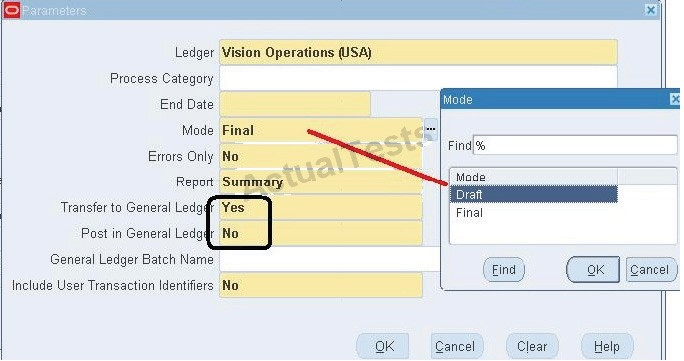 Parameters
Ledger Vision Operations (USA)
Process Category
End Date
Mode Final
Errors Only No
Report Summary
Transfer to General Ledger Yes
Post in General Ledger No
General Ledger Batch Name
Include User Transaction Identifiers No
OK Cancel Clear Help
ActualTests
Mode
Find %
Mode
Draft
Final
Find OK Cancel